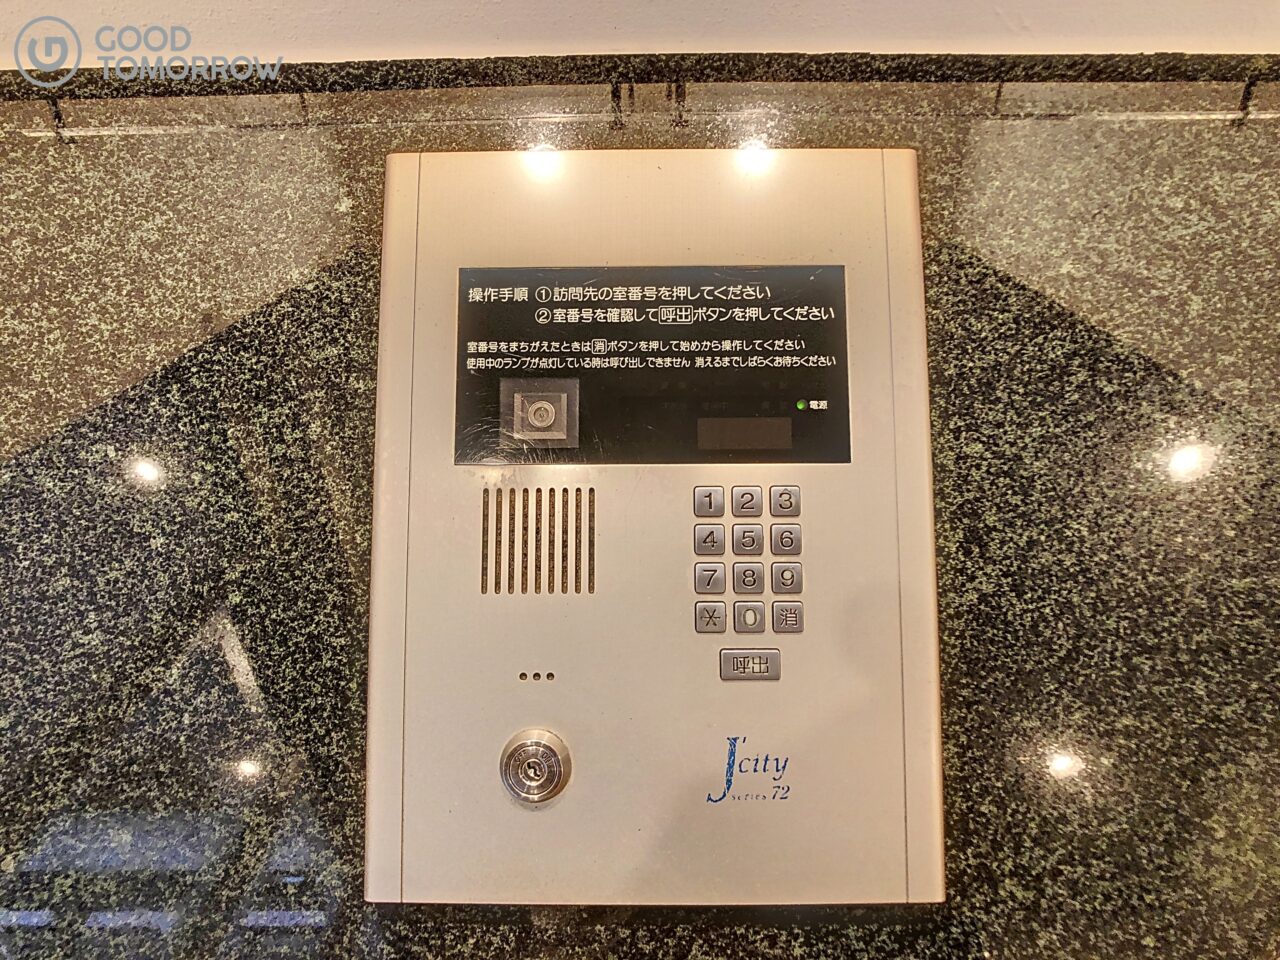 GOOD
TOMORROW
操作手順 ①訪問先の室番号を押してください
②室番号を確認して呼出ボタンを押してください
室番号をまちがえたときは消ボタンを押して始めから操作してください
使用中のランプが点灯している時は呼び出しできません 消えるまでしばらくお待ちください
電源
1 2 3
4 5 6
7 8 9
* 0 消
呼出
J'city
series 72